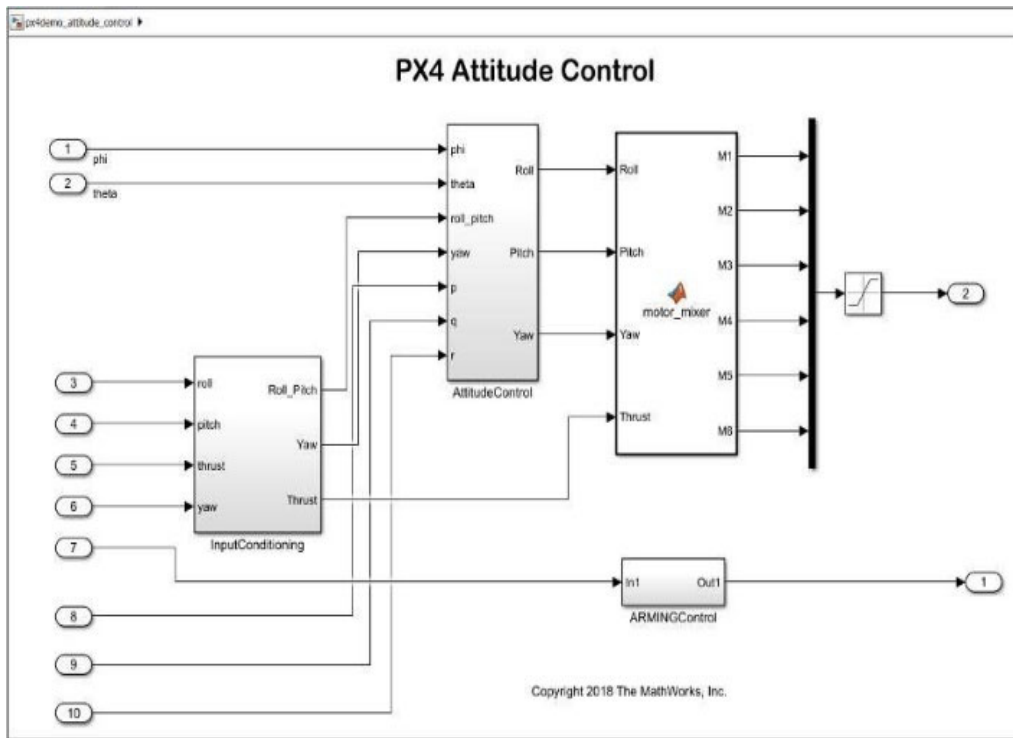 px4demo_attitude_control
PX4 Attitude Control
1
phi
2
theta
phi
theta
roll_pitch
yaw
p
q
r
Roll
Pitch
Yaw
AttitudeControl
Roll
Pitch
Yaw
Thrust
motor_mixer
M1
M2
M3
M4
M5
M6
2
3
4
5
6
7
8
9
10
roll
pitch
thrust
yaw
Roll_Pitch
Yaw
Thrust
InputConditioning
In1
Out1
ARMINGControl
1
Copyright 2018 The MathWorks, Inc.